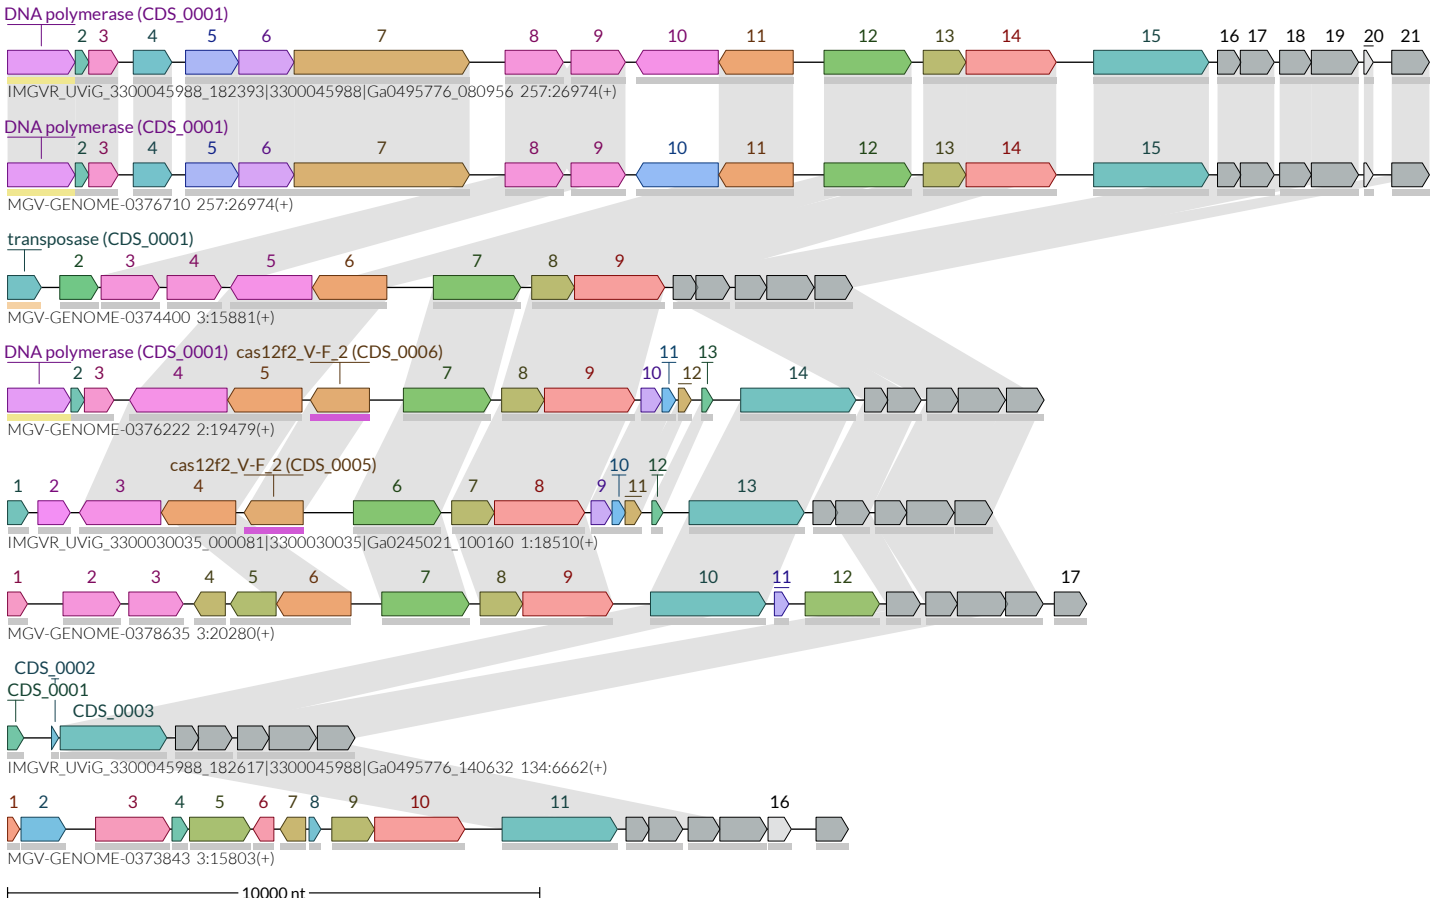 DNA polymerase (CDS_0001)
2 3 4 5 6 7 8 9 10 11 12 13 14 15 16 17 18 19 20 21
IMGVR_UViG_3300045988_182393|3300045988|Ga0495776_080956 257:26974(+)
DNA polymerase (CDS_0001)
2 3 4 5 6 7 8 9 10 11 12 13 14 15
MGV-GENOME-0376710 257:26974(+)
transposase (CDS_0001)
2 3 4 5 6 7 8 9
MGV-GENOME-0374400 3:15881(+)
DNA polymerase (CDS_0001) cas12f2_V-F_2 (CDS_0006)
2 3 4 5 7 8 9 10 11 12 13 14
MGV-GENOME-0376222 2:19479(+)
cas12f2_V-F_2 (CDS_0005)
1 2 3 4 6 7 8 9 10 11 12 13
IMGVR_UViG_3300030035_000081|3300030035|Ga0245021_100160 1:18510(+)
1 2 3 4 5 6 7 8 9 10 11 12 17
MGV-GENOME-0378635 3:20280(+)
CDS_0002
CDS_0001
CDS_0003
IMGVR_UViG_3300045988_182617|3300045988|Ga0495776_140632 134:6662(+)
1 2 3 4 5 6 7 8 9 10 11 16
MGV-GENOME-0373843 3:15803(+)
10000 nt